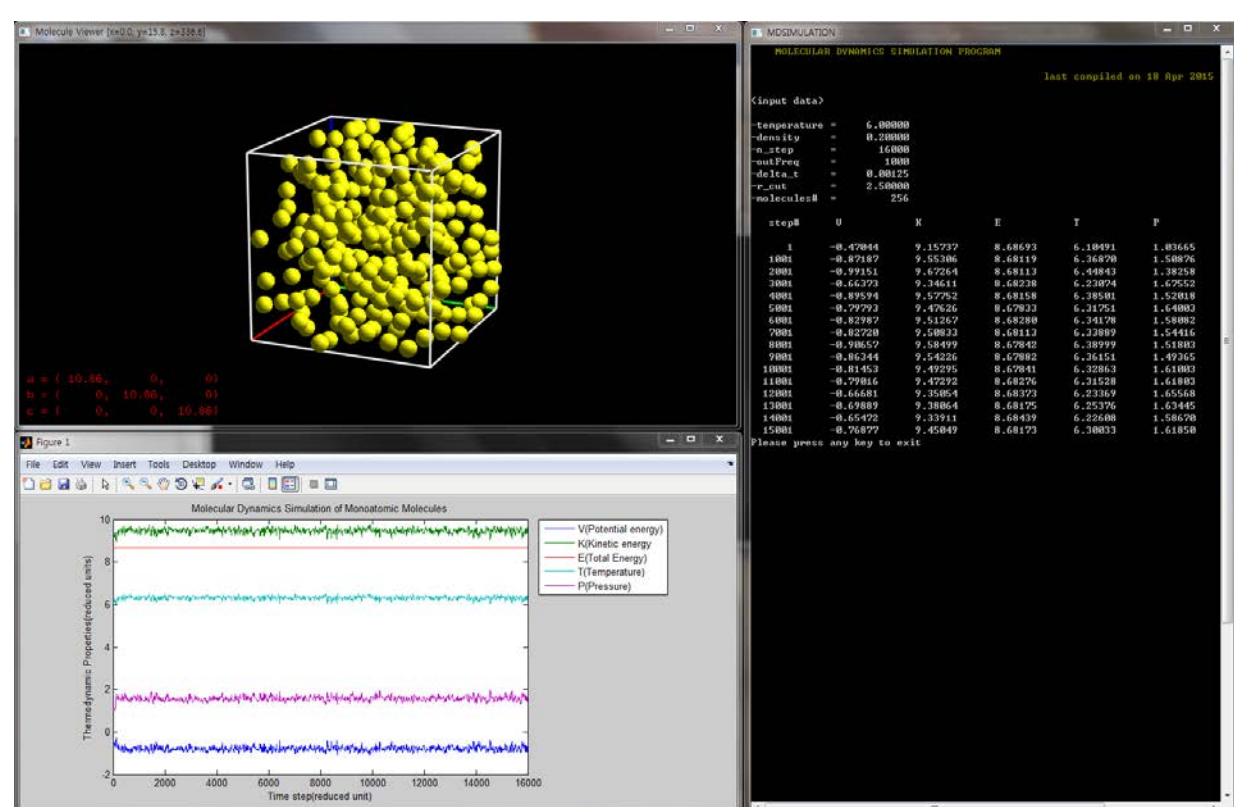 Molecule Viewer [x=0.0, y=15.8, z=336.6]
a = ( 10.86, 0, 0)
b = ( 0, 10.86, 0)
c = ( 0, 0, 10.86)
Figure 1
File Edit View Insert Tools Desktop Window Help
Molecular Dynamics Simulation of Monoatomic Molecules
Thermodynamic Properties(reduced units)
10
8
6
4
2
0
-2
0 2000 4000 6000 8000 10000 12000 14000 16000
Time step(reduced unit)
V(Potential energy)
K(Kinetic energy
E(Total Energy)
T(Temperature)
P(Pressure)
MDSIMULATION
MOLECULAR DYNAMICS SIMULATION PROGRAM
last compiled on 18 Apr 2015
<input data>
-temperature = 6.00000
-density = 0.20000
-n_step = 16000
-outFreq = 1000
-delta_t = 0.00125
-r_cut = 2.50000
-molecules# = 256
step# U K E T P
1 -0.47044 9.15737 8.68693 6.10491 1.03665
1001 -0.87187 9.55306 8.68119 6.36870 1.50876
2001 -0.99151 9.67264 8.68113 6.44843 1.38258
3001 -0.66373 9.34611 8.68238 6.23074 1.67552
4001 -0.89594 9.57752 8.68158 6.38501 1.52018
5001 -0.79793 9.47626 8.67833 6.31751 1.64003
6001 -0.82987 9.51267 8.68280 6.34178 1.58082
7001 -0.82720 9.50833 8.68113 6.33889 1.54416
8001 -0.90657 9.58499 8.67842 6.38999 1.51803
9001 -0.86344 9.54226 8.67882 6.36151 1.49365
10001 -0.81453 9.49295 8.67841 6.32863 1.61003
11001 -0.79016 9.47292 8.68276 6.31528 1.61803
12001 -0.66681 9.35054 8.68373 6.23369 1.65568
13001 -0.69889 9.38064 8.68175 6.25376 1.63445
14001 -0.65472 9.33911 8.68439 6.22608 1.58670
15001 -0.76877 9.45049 8.68173 6.30033 1.61850
Please press any key to exit